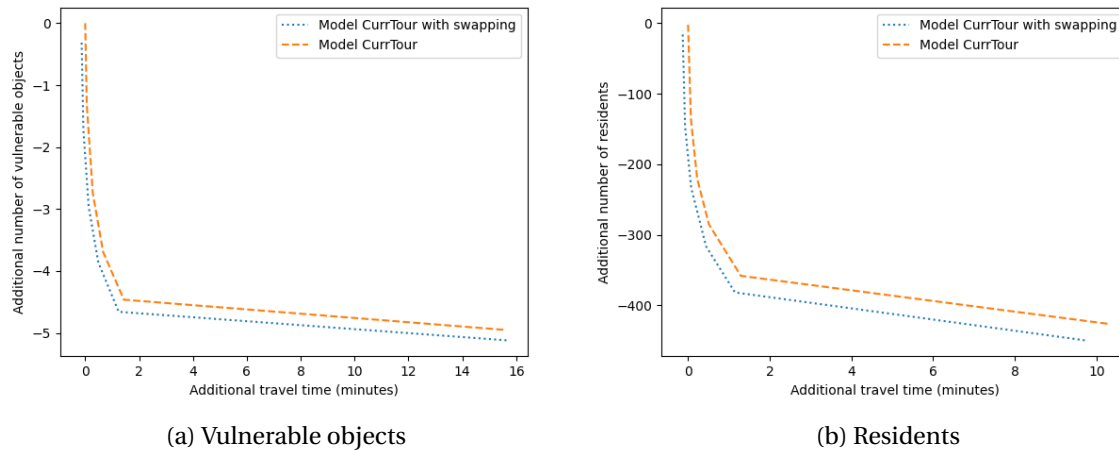 Model CurrTour with swapping
Model CurrTour
Additional number of vulnerable objects
0
−1
−2
−3
−4
−5
0 2 4 6 8 10 12 14 16
Additional travel time (minutes)
(a) Vulnerable objects
Model CurrTour with swapping
Model CurrTour
Additional number of residents
0
−100
−200
−300
−400
0 2 4 6 8 10
Additional travel time (minutes)
(b) Residents